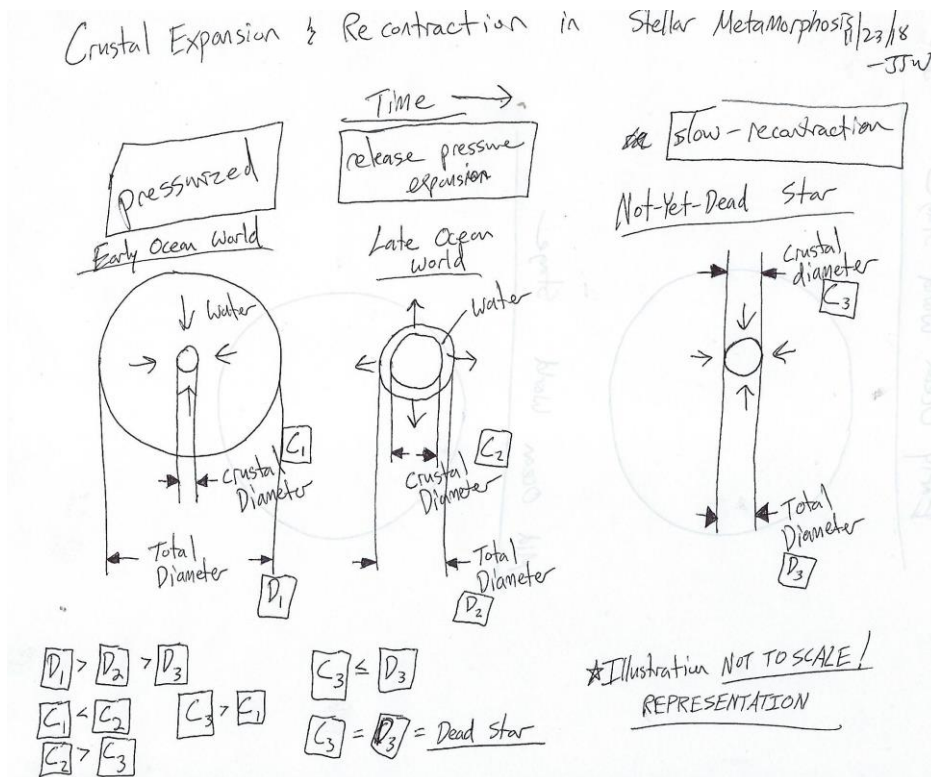 Crustal Expansion & Recontraction in Stellar Metamorphosis 11/23/18
-JJW
Time →
pressurized
Early Ocean World
Water
C₁
Crustal
Diameter
Total
Diameter
D₁
release pressure
expansion
Late Ocean
World
Water
C₂
Crustal
Diameter
Total
Diameter
D₂
slow-recontraction
Not-Yet-Dead Star
Crustal
diameter
C₃
Total
Diameter
D₃
D₁ > D₂ > D₃
C₁ < C₂ C₃ > C₁
C₂ > C₃
C₃ ≤ D₃
C₃ = D₃ = Dead Star
☆Illustration NOT TO SCALE!
REPRESENTATION